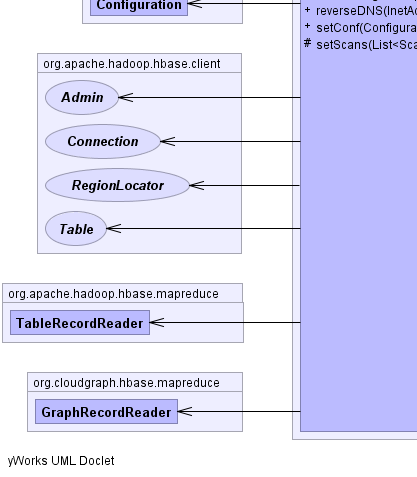 Configuration
+ reverseDNS(InetAd
+ setConf(Configura
# setScans(List<Sca
org.apache.hadoop.hbase.client
Admin
Connection
RegionLocator
Table
org.apache.hadoop.hbase.mapreduce
TableRecordReader
org.cloudgraph.hbase.mapreduce
GraphRecordReader
yWorks UML Doclet